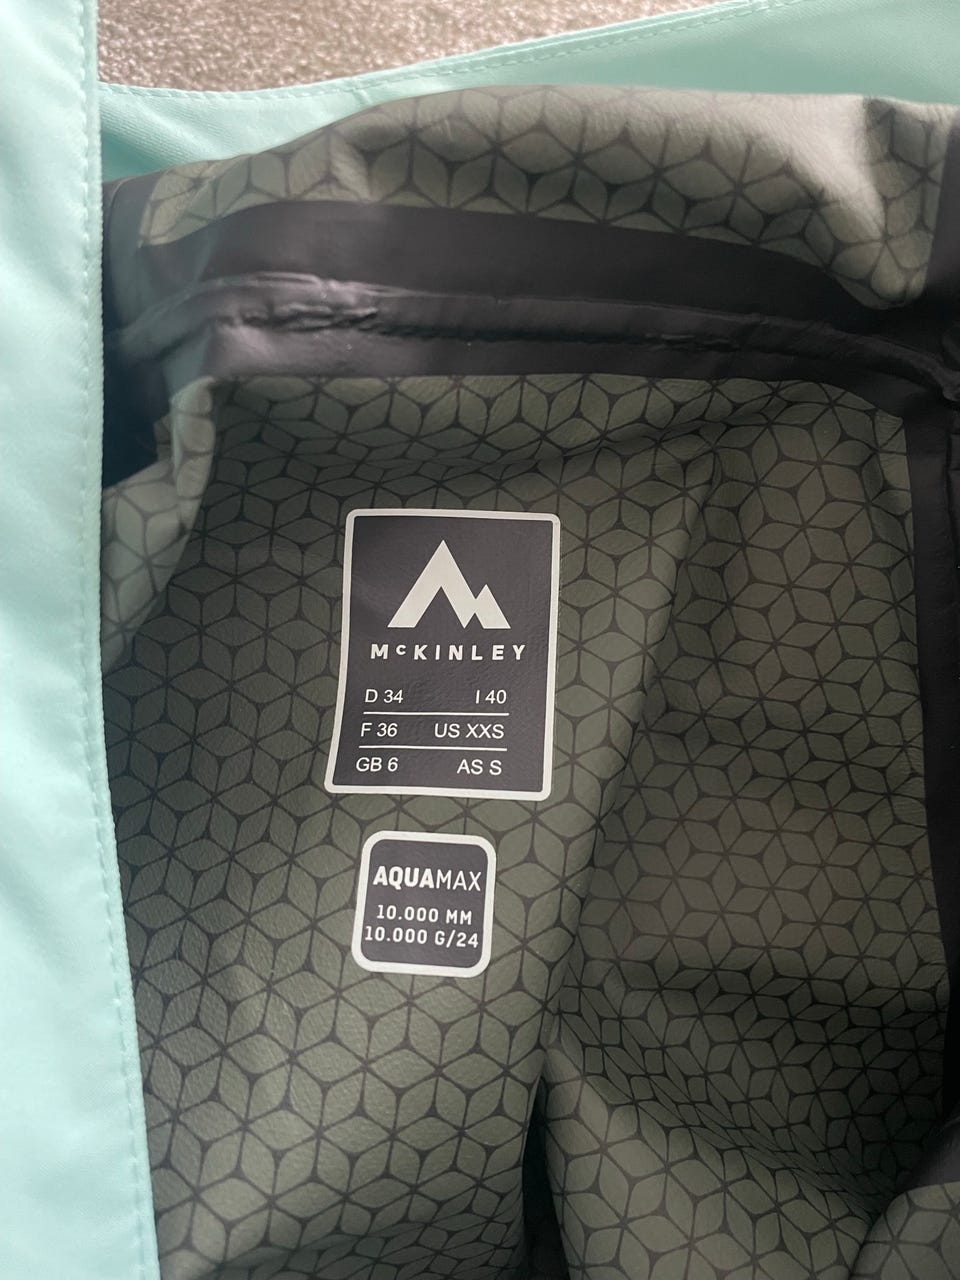 McKINLEY
D 34 I 40
F 36 US XXS
GB 6 AS S
AQUAMAX
10.000 MM
10.000 G/24